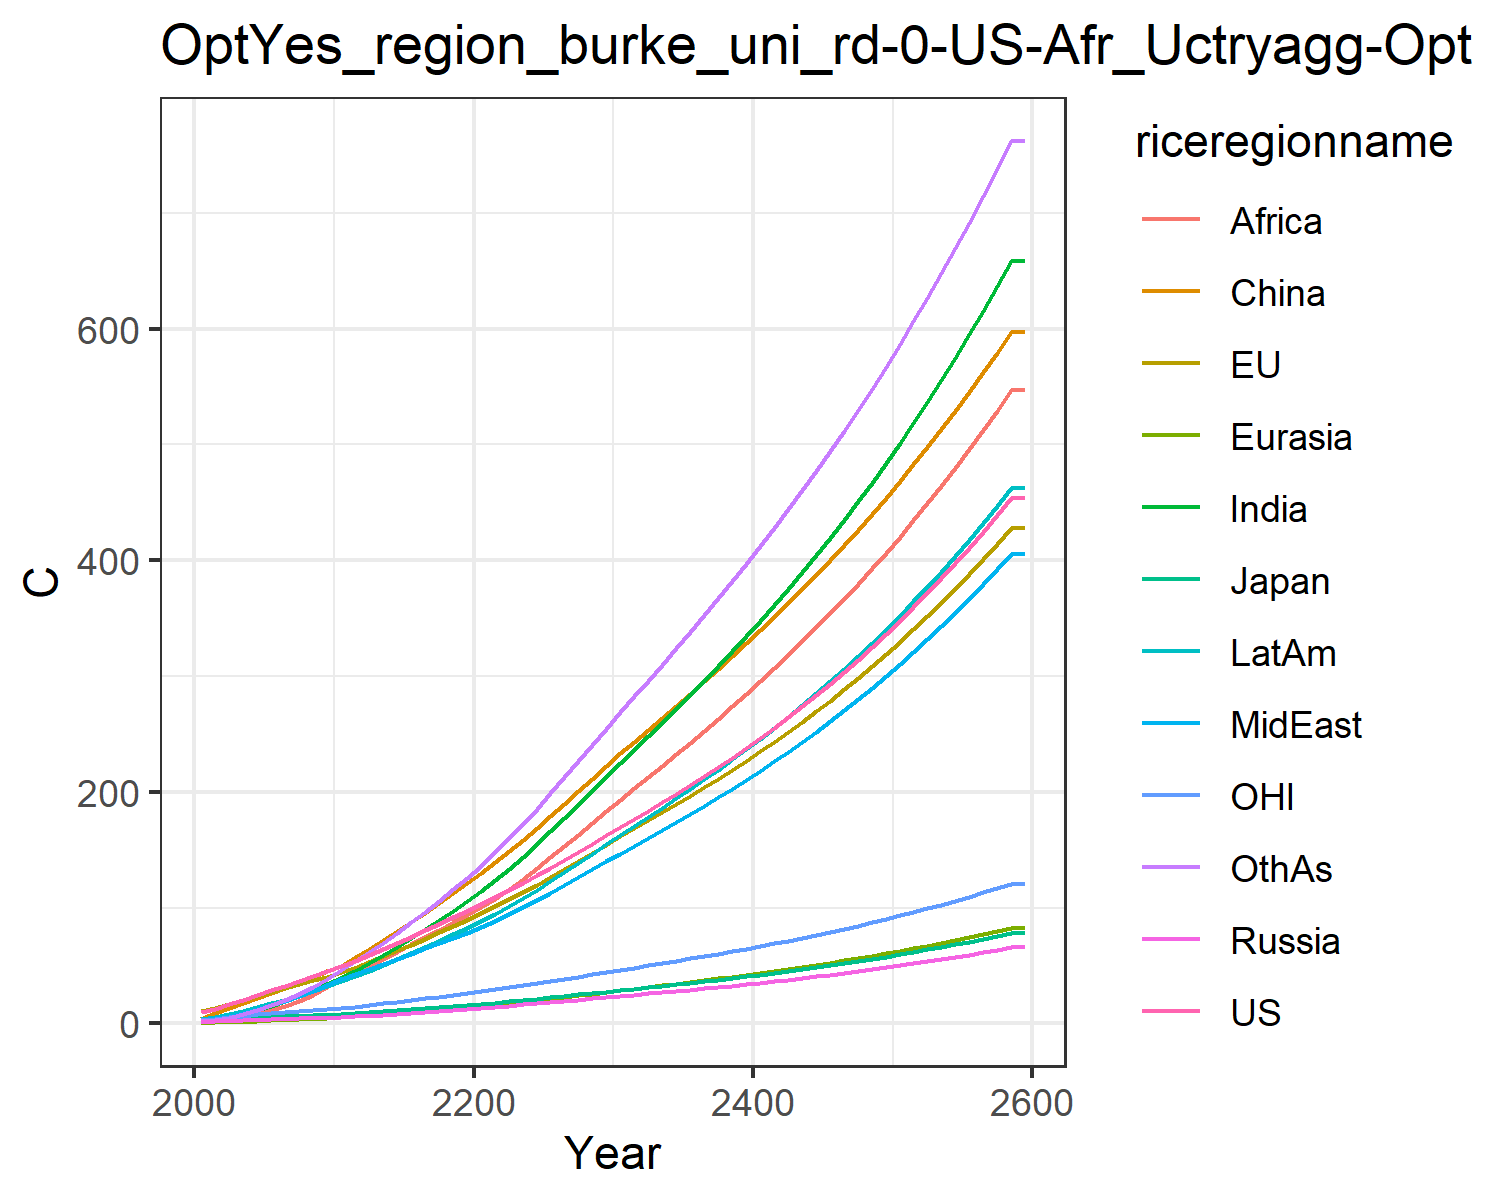 OptYes_region_burke_uni_rd-0-US-Afr_Uctryagg-Opt
riceregionname
Africa
China
EU
Eurasia
India
Japan
LatAm
MidEast
OHI
OthAs
Russia
US
C
600
400
200
0
2000 2200 2400 2600
Year